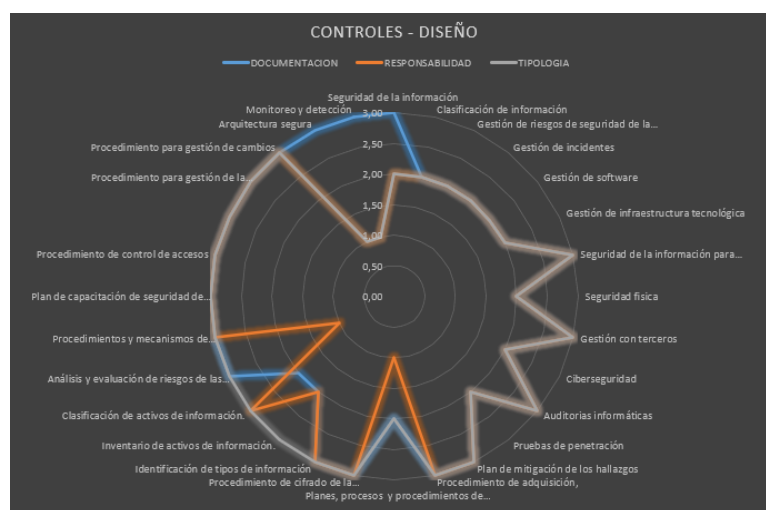 CONTROLES - DISEÑO
DOCUMENTACION
RESPONSABILIDAD
TIPOLOGIA
Seguridad de la información
Clasificación de información
Gestión de riesgos de seguridad de la...
Gestión de incidentes
Gestión de software
Gestión de infraestructura tecnológica
Seguridad de la información para...
Seguridad física
Gestión con terceros
Ciberseguridad
Auditorias informáticas
Pruebas de penetración
Plan de mitigación de los hallazgos
Procedimiento de adquisición,
Planes, procesos y procedimientos de...
Procedimiento de cifrado de la...
Identificación de tipos de información
Inventario de activos de información.
Clasificación de activos de información.
Análisis y evaluación de riesgos de las...
Procedimientos y mecanismos de...
Plan de capacitación de seguridad de...
Procedimiento de control de accesos
Procedimiento para gestión de la...
Procedimiento para gestión de cambios
Arquitectura segura
Monitoreo y detección
3,00
2,50
2,00
1,50
1,00
0,50
0,00